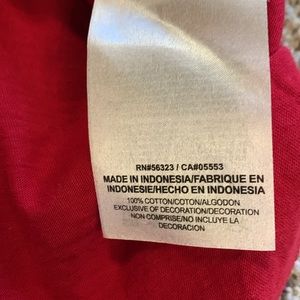 RN#56323 / CA#05553
MADE IN INDONESIA/FABRIQUE EN
INDONESIE/HECHO EN INDONESIA
100% COTTON/COTON/ALGODON
EXCLUSIVE OF DECORATION/DECORATION
NON COMPRISE/NO INCLUYE LA
DECORACION